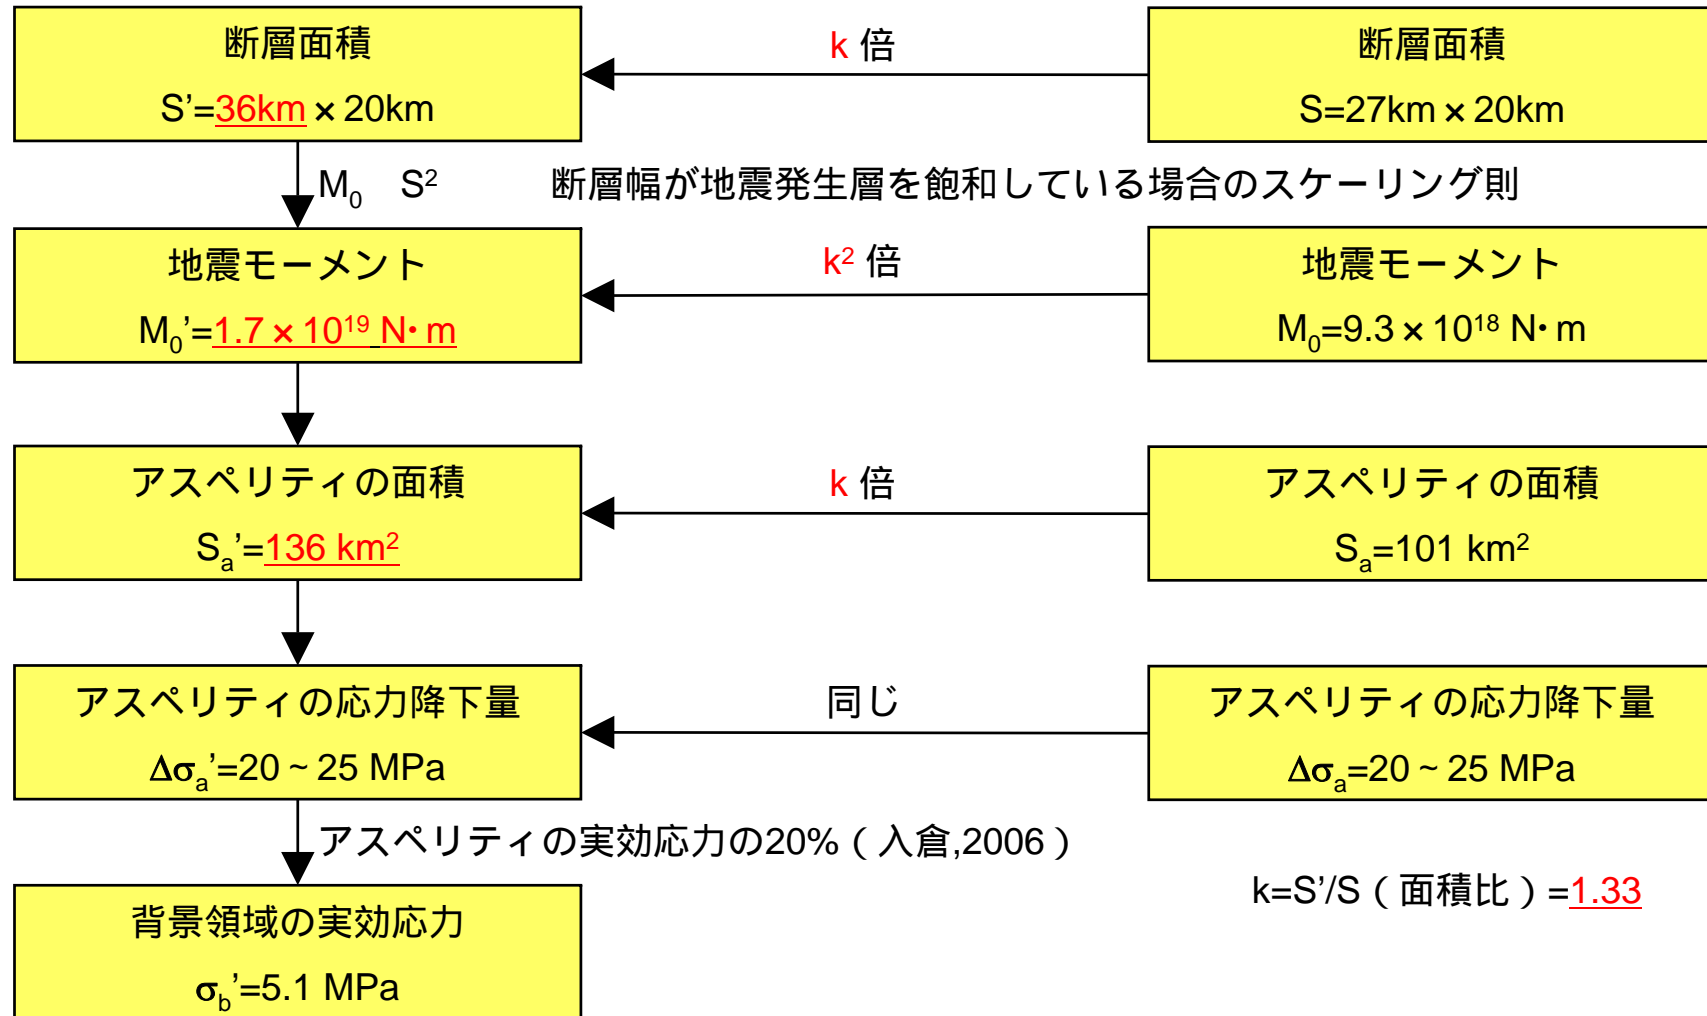 断層面積
S’=36km×20km
k 倍
断層面積
S=27km×20km
M₀ S² 断層幅が地震発生層を飽和している場合のスケーリング則
地震モーメント
M₀’=1.7×10¹⁹ N・m
k² 倍
地震モーメント
M₀=9.3×10¹⁸ N・m
アスペリティの面積
Sₐ’=136 km²
k 倍
アスペリティの面積
Sₐ=101 km²
アスペリティの応力降下量
Δσₐ’=20~25 MPa
同じ
アスペリティの応力降下量
Δσₐ=20~25 MPa
アスペリティの実効応力の20%(入倉,2006)
k=S’/S(面積比)=1.33
背景領域の実効応力
σb’=5.1 MPa